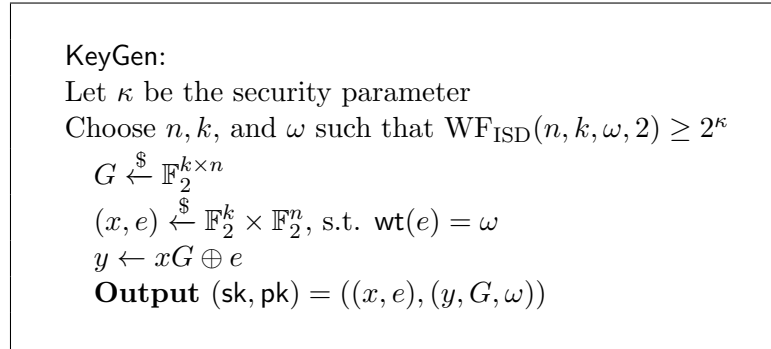 KeyGen:
Let κ be the security parameter
Choose n, k, and ω such that WF_ISD(n, k, ω, 2) ≥ 2^κ
G ←$ 𝔽_2^{k×n}
(x, e) ←$ 𝔽_2^k × 𝔽_2^n, s.t. wt(e) = ω
y ← xG ⊕ e
Output (sk, pk) = ((x, e), (y, G, ω))